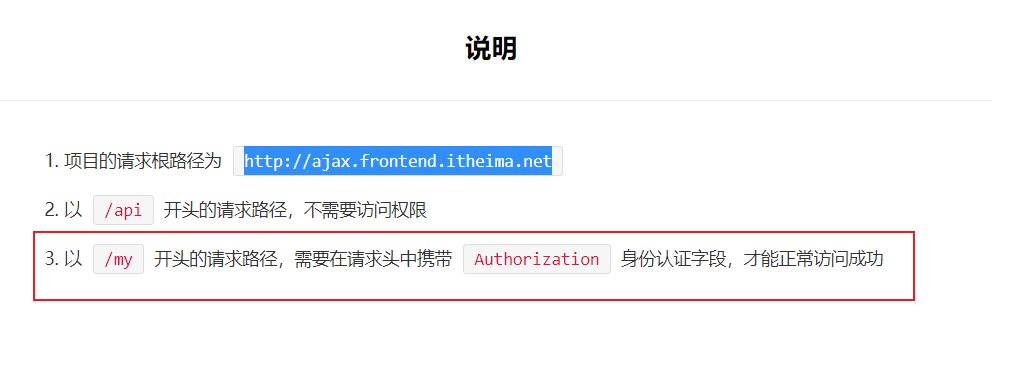 说明
1. 项目的请求根路径为 http://ajax.frontend.itheima.net
2. 以 /api 开头的请求路径，不需要访问权限
3. 以 /my 开头的请求路径，需要在请求头中携带 Authorization 身份认证字段，才能正常访问成功